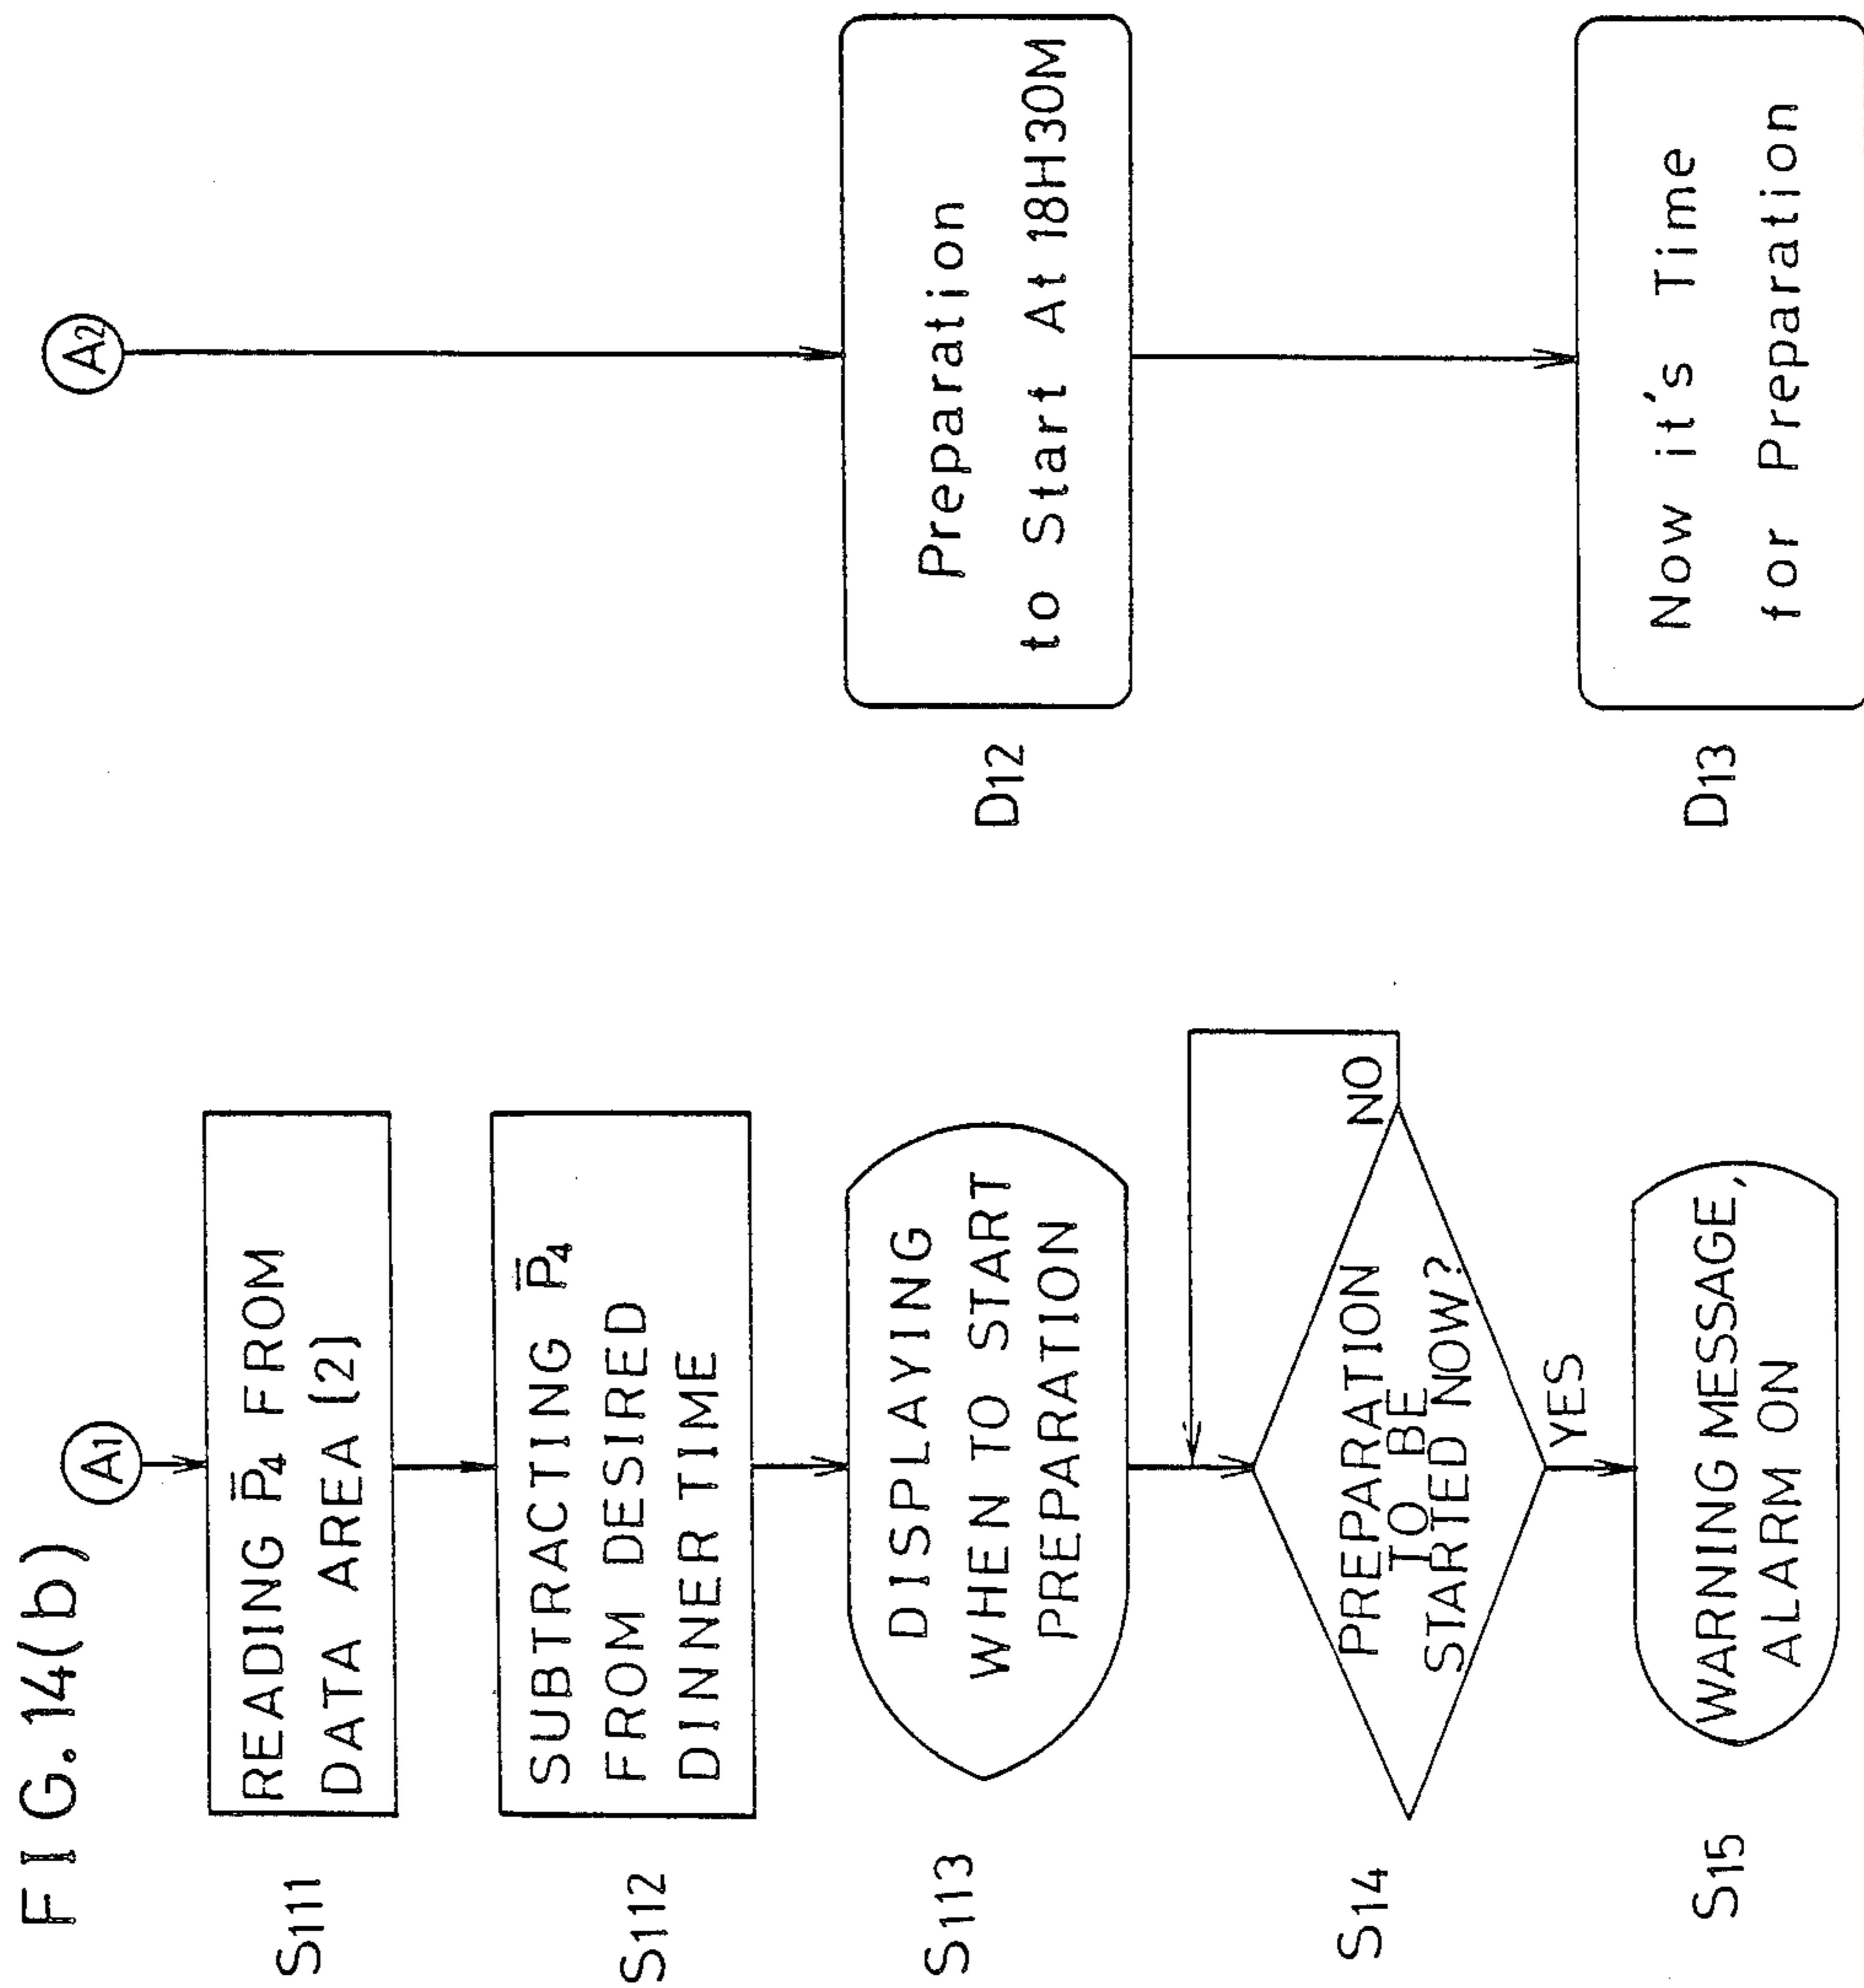 FIG. 14(b)
A1
S111
READING P̄4 FROM
DATA AREA (2)
S112
SUBTRACTING P̄4
FROM DESIRED
DINNER TIME
S113
DISPLAYING
WHEN TO START
PREPARATION
S14
PREPARATION
TO BE
STARTED NOW?
NO
YES
S15
WARNING MESSAGE,
ALARM ON
A2
D12
Preparation
to Start At 18H30M
D13
Now it's Time
for Preparation